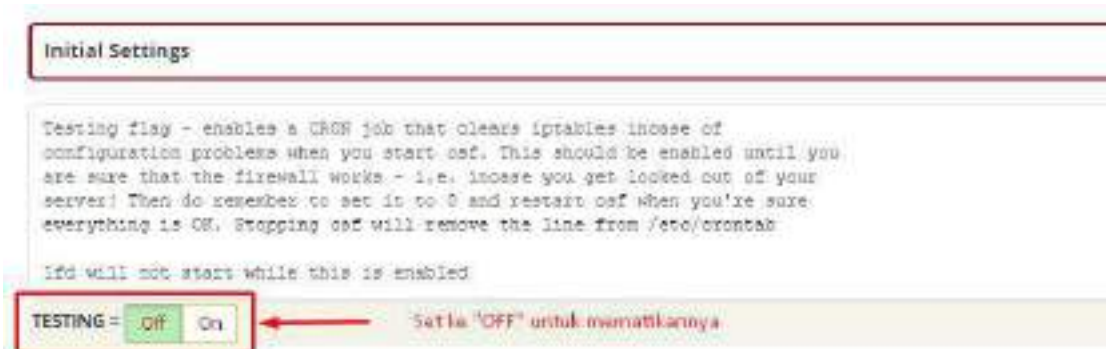 Initial Settings
Testing flag - enables a CRON job that clears iptables incase of
configuration problems when you start csf. This should be enabled until you
are sure that the firewall works - i.e. incase you get locked out of your
server! Then do remember to set it to 0 and restart csf when you're sure
everything is OK. Stopping csf will remove the line from /etc/crontab
lfd will not start while this is enabled
TESTING = Off On Set ke "OFF" untuk mematikannya